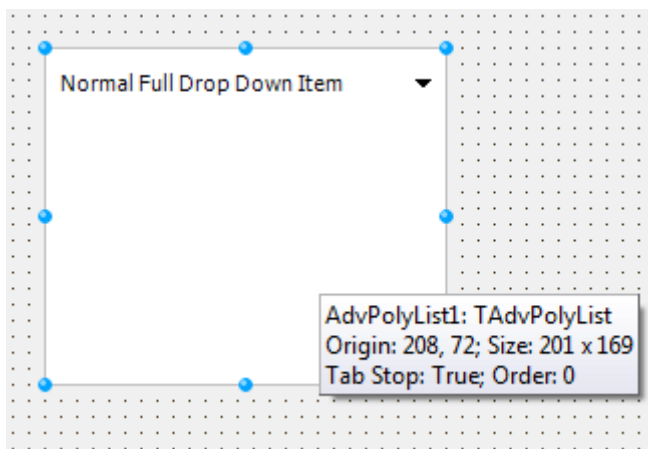 Normal Full Drop Down Item
AdvPolyList1: TAdvPolyList
Origin: 208, 72; Size: 201 x 169
Tab Stop: True; Order: 0